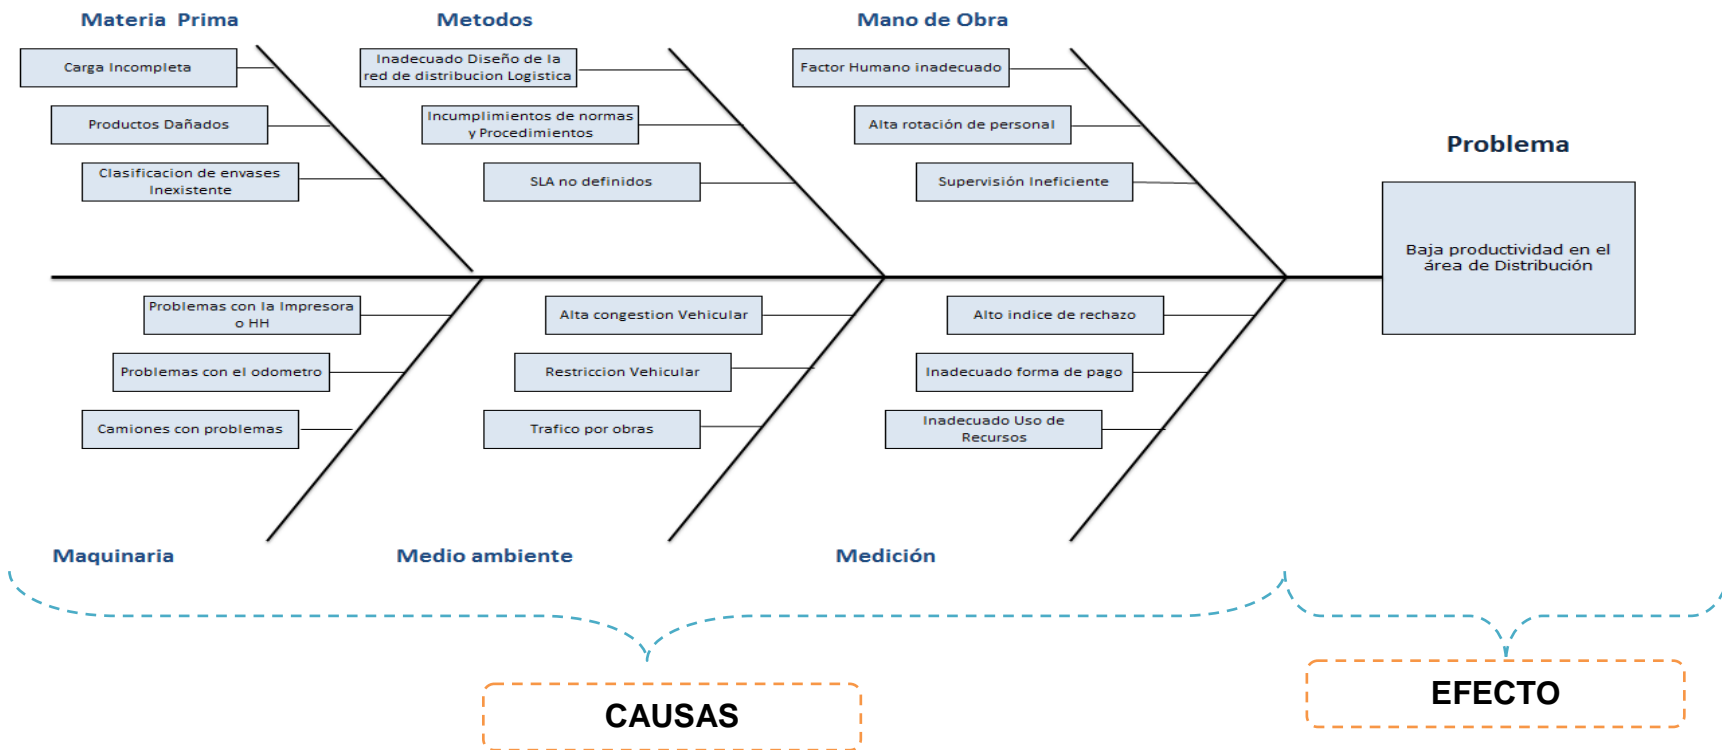 Materia  Prima
Carga Incompleta
Productos Dañados
Clasificacion de envases
Inexistente
Metodos
Inadecuado Diseño de la
red de distribucion Logistica
Incumplimientos de normas
y Procedimientos
SLA no definidos
Mano de Obra
Factor Humano inadecuado
Alta rotación de personal
Supervisión Ineficiente
Problema
Baja productividad en el
área de Distribución
Problemas con la Impresora
o HH
Problemas con el odometro
Camiones con problemas
Maquinaria
Alta congestion Vehicular
Restriccion Vehicular
Trafico por obras
Medio ambiente
Alto indice de rechazo
Inadecuado forma de pago
Inadecuado Uso de
Recursos
Medición
CAUSAS
EFECTO